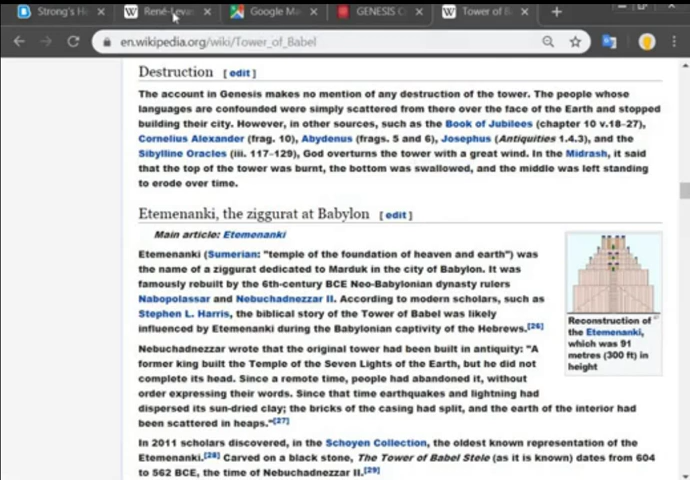 Strong's H
René-Leva
Google Ma
GENESIS C
Tower of B
en.wikipedia.org/wiki/Tower_of_Babel
Destruction [ edit ]
The account in Genesis makes no mention of any destruction of the tower. The people whose
languages are confounded were simply scattered from there over the face of the Earth and stopped
building their city. However, in other sources, such as the Book of Jubilees (chapter 10 v.18–27),
Cornelius Alexander (frag. 10), Abydenus (frags. 5 and 6), Josephus (Antiquities 1.4.3), and the
Sibylline Oracles (iii. 117–129), God overturns the tower with a great wind. In the Midrash, it said
that the top of the tower was burnt, the bottom was swallowed, and the middle was left standing
to erode over time.
Etemenanki, the ziggurat at Babylon [ edit ]
Main article: Etemenanki
Etemenanki (Sumerian: "temple of the foundation of heaven and earth") was
the name of a ziggurat dedicated to Marduk in the city of Babylon. It was
famously rebuilt by the 6th-century BCE Neo-Babylonian dynasty rulers
Nabopolassar and Nebuchadnezzar II. According to modern scholars, such as
Stephen L. Harris, the biblical story of the Tower of Babel was likely
influenced by Etemenanki during the Babylonian captivity of the Hebrews.[26]
Reconstruction of
the Etemenanki,
which was 91
metres (300 ft) in
height
Nebuchadnezzar wrote that the original tower had been built in antiquity: "A
former king built the Temple of the Seven Lights of the Earth, but he did not
complete its head. Since a remote time, people had abandoned it, without
order expressing their words. Since that time earthquakes and lightning had
dispersed its sun-dried clay; the bricks of the casing had split, and the earth of the interior had
been scattered in heaps."[27]
In 2011 scholars discovered, in the Schoyen Collection, the oldest known representation of the
Etemenanki.[28] Carved on a black stone, The Tower of Babel Stele (as it is known) dates from 604
to 562 BCE, the time of Nebuchadnezzar II.[29]